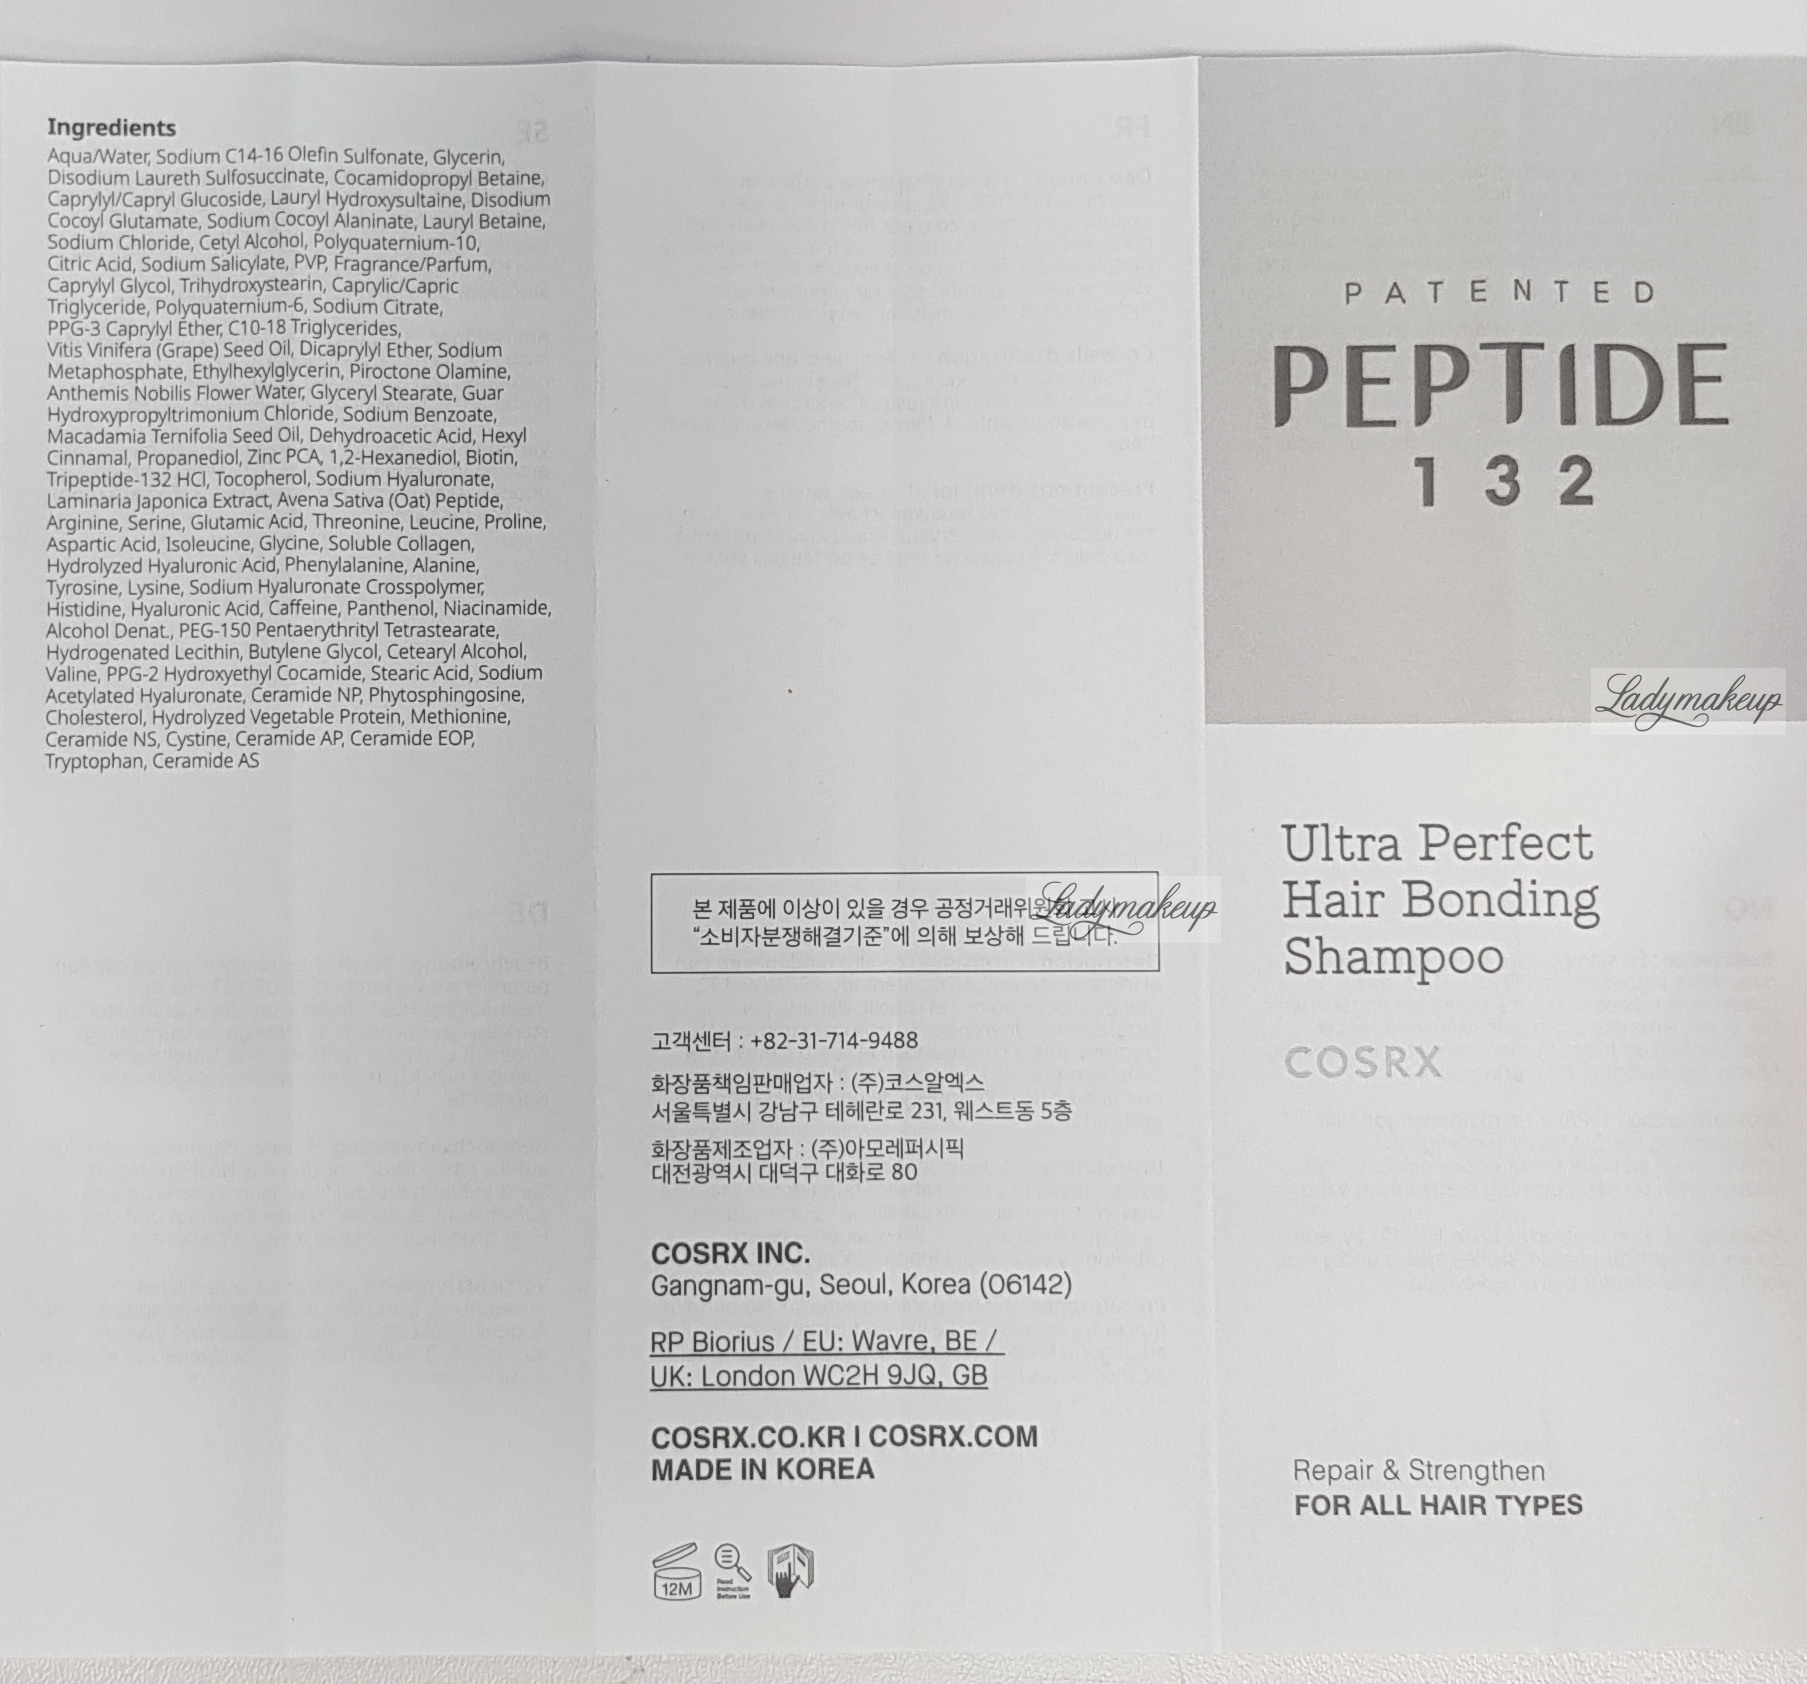 Ingredients
Aqua/Water, Sodium C14-16 Olefin Sulfonate, Glycerin,
Disodium Laureth Sulfosuccinate, Cocamidopropyl Betaine,
Caprylyl/Capryl Glucoside, Lauryl Hydroxysultaine, Disodium
Cocoyl Glutamate, Sodium Cocoyl Alaninate, Lauryl Betaine,
Sodium Chloride, Cetyl Alcohol, Polyquaternium-10,
Citric Acid, Sodium Salicylate, PVP, Fragrance/Parfum,
Caprylyl Glycol, Trihydroxystearin, Caprylic/Capric
Triglyceride, Polyquaternium-6, Sodium Citrate,
PPG-3 Caprylyl Ether, C10-18 Triglycerides,
Vitis Vinifera (Grape) Seed Oil, Dicaprylyl Ether, Sodium
Metaphosphate, Ethylhexylglycerin, Piroctone Olamine,
Anthemis Nobilis Flower Water, Glyceryl Stearate, Guar
Hydroxypropyltrimonium Chloride, Sodium Benzoate,
Macadamia Ternifolia Seed Oil, Dehydroacetic Acid, Hexyl
Cinnamal, Propanediol, Zinc PCA, 1,2-Hexanediol, Biotin,
Tripeptide-132 HCl, Tocopherol, Sodium Hyaluronate,
Laminaria Japonica Extract, Avena Sativa (Oat) Peptide,
Arginine, Serine, Glutamic Acid, Threonine, Leucine, Proline,
Aspartic Acid, Isoleucine, Glycine, Soluble Collagen,
Hydrolyzed Hyaluronic Acid, Phenylalanine, Alanine,
Tyrosine, Lysine, Sodium Hyaluronate Crosspolymer,
Histidine, Hyaluronic Acid, Caffeine, Panthenol, Niacinamide,
Alcohol Denat., PEG-150 Pentaerythrityl Tetrastearate,
Hydrogenated Lecithin, Butylene Glycol, Cetearyl Alcohol,
Valine, PPG-2 Hydroxyethyl Cocamide, Stearic Acid, Sodium
Acetylated Hyaluronate, Ceramide NP, Phytosphingosine,
Cholesterol, Hydrolyzed Vegetable Protein, Methionine,
Ceramide NS, Cystine, Ceramide AP, Ceramide EOP,
Tryptophan, Ceramide AS
본 제품에 이상이 있을 경우 공정거래위원회
“소비자분쟁해결기준”에 의해 보상해 드립니다.
Ladymakeup
고객센터 : +82-31-714-9488
화장품책임판매업자 : (주)코스알엑스
서울특별시 강남구 테헤란로 231, 웨스트동 5층
화장품제조업자 : (주)아모레퍼시픽
대전광역시 대덕구 대화로 80
COSRX INC.
Gangnam-gu, Seoul, Korea (06142)
RP Biorius / EU: Wavre, BE /
UK: London WC2H 9JQ, GB
COSRX.CO.KR I COSRX.COM
MADE IN KOREA
12M
Read
Instruction
Before Use
PATENTED
PEPTIDE
132
Ladymakeup
Ultra Perfect
Hair Bonding
Shampoo
COSRX
Repair & Strengthen
FOR ALL HAIR TYPES